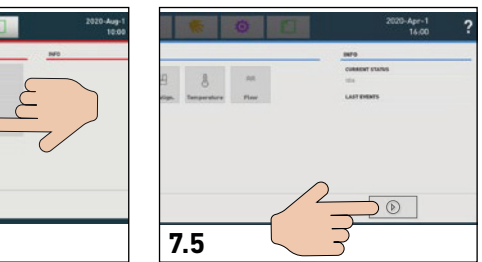 2020-Aug-1
10:00
INFO
2020-Apr-1
16:00
?
INFO
CURRENT STATUS
LAST EVENTS
Temperature
Floor
7.5